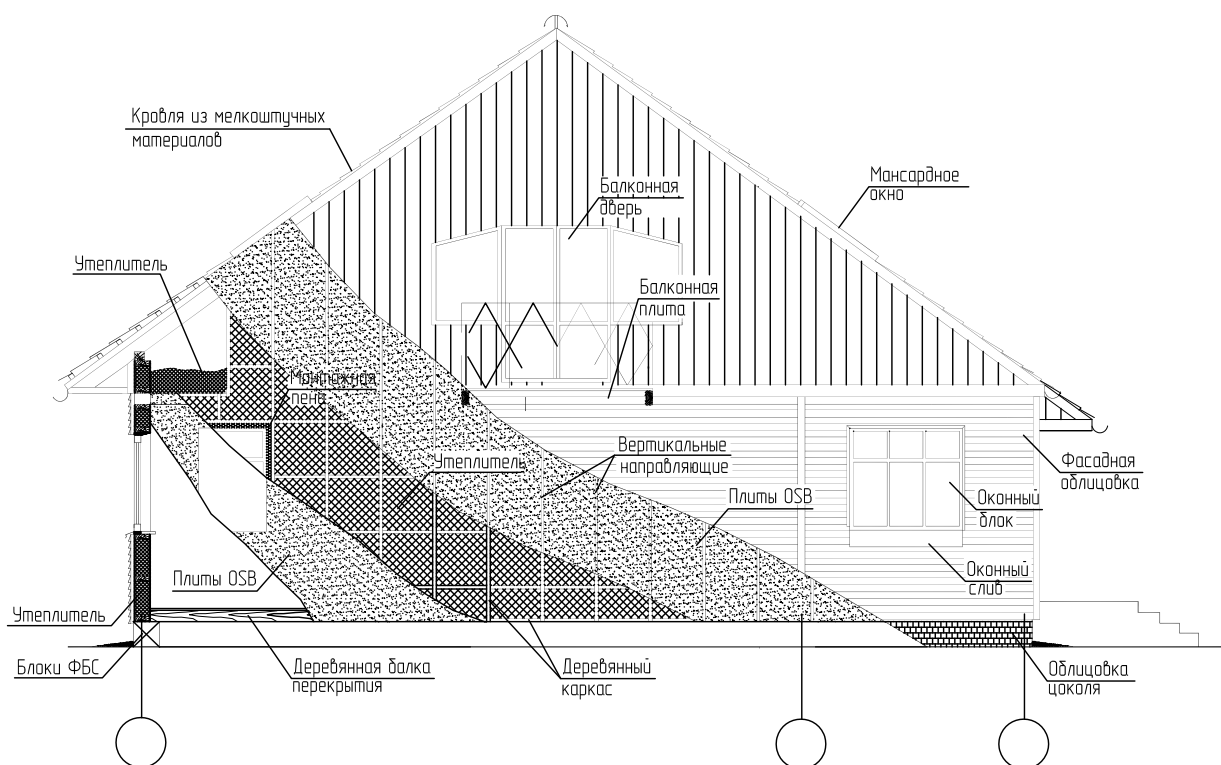 Кровля из мелкоштучных
материалов
Мансардное
окно
Балконная
дверь
Утеплитель
Балконная
плита
Монтажная
пена
Утеплитель
Вертикальные
направляющие
Фасадная
облицовка
Плиты OSB
Оконный
блок
Оконный
слив
Плиты OSB
Утеплитель
Блоки ФБС
Деревянная балка
перекрытия
Деревянный
каркас
Облицовка
цоколя